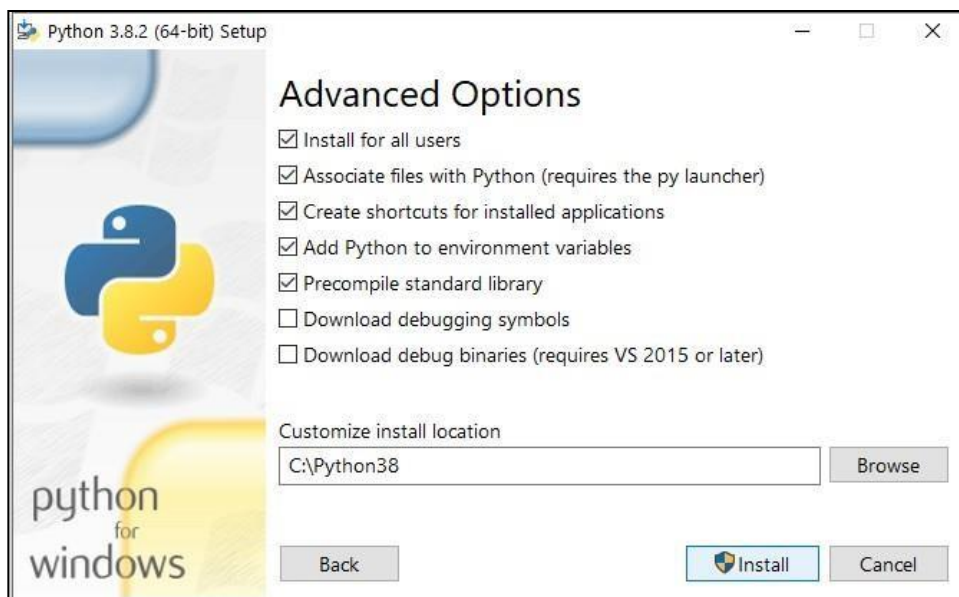 Python 3.8.2 (64-bit) Setup
Advanced Options
Install for all users
Associate files with Python (requires the py launcher)
Create shortcuts for installed applications
Add Python to environment variables
Precompile standard library
Download debugging symbols
Download debug binaries (requires VS 2015 or later)
Customize install location
C:\Python38
Browse
python
for
windows
Back
Install
Cancel